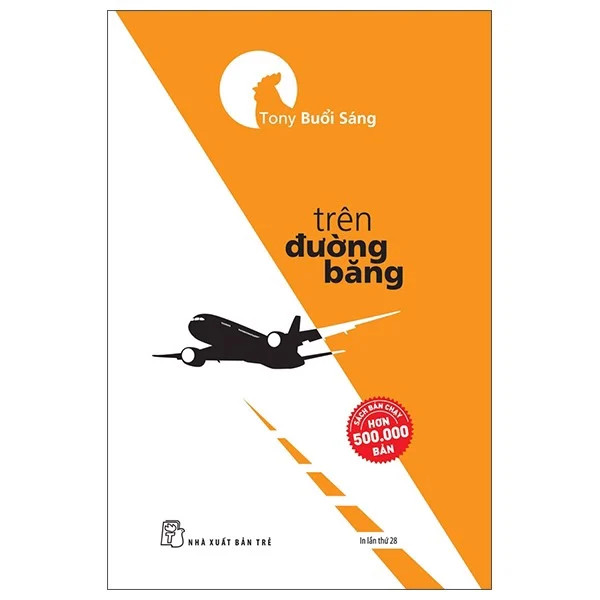 Tony Buổi Sáng
trên
đường
băng
SÁCH BÁN CHẠY
HƠN
500.000
BẢN
NHÀ XUẤT BẢN TRẺ
In lần thứ 28